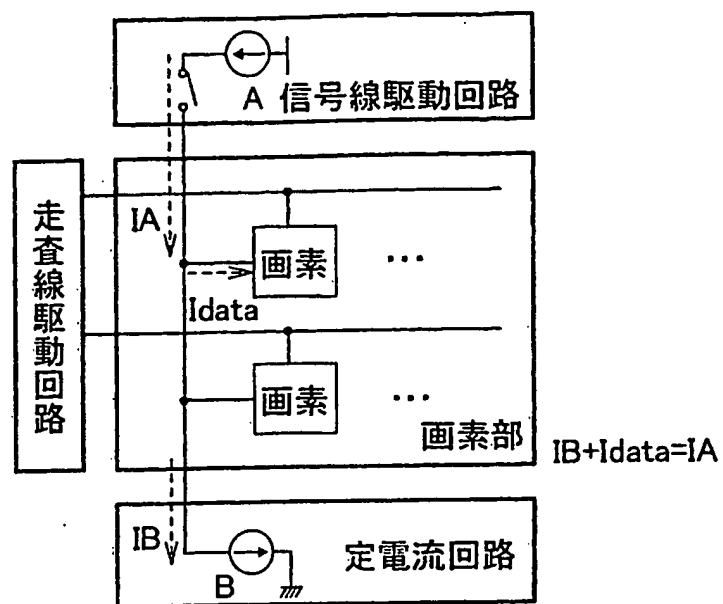 A 信号線駆動回路
走査線駆動回路
IA
画素 …
Idata
画素 …
画素部
IB+Idata=IA
IB
B
定電流回路